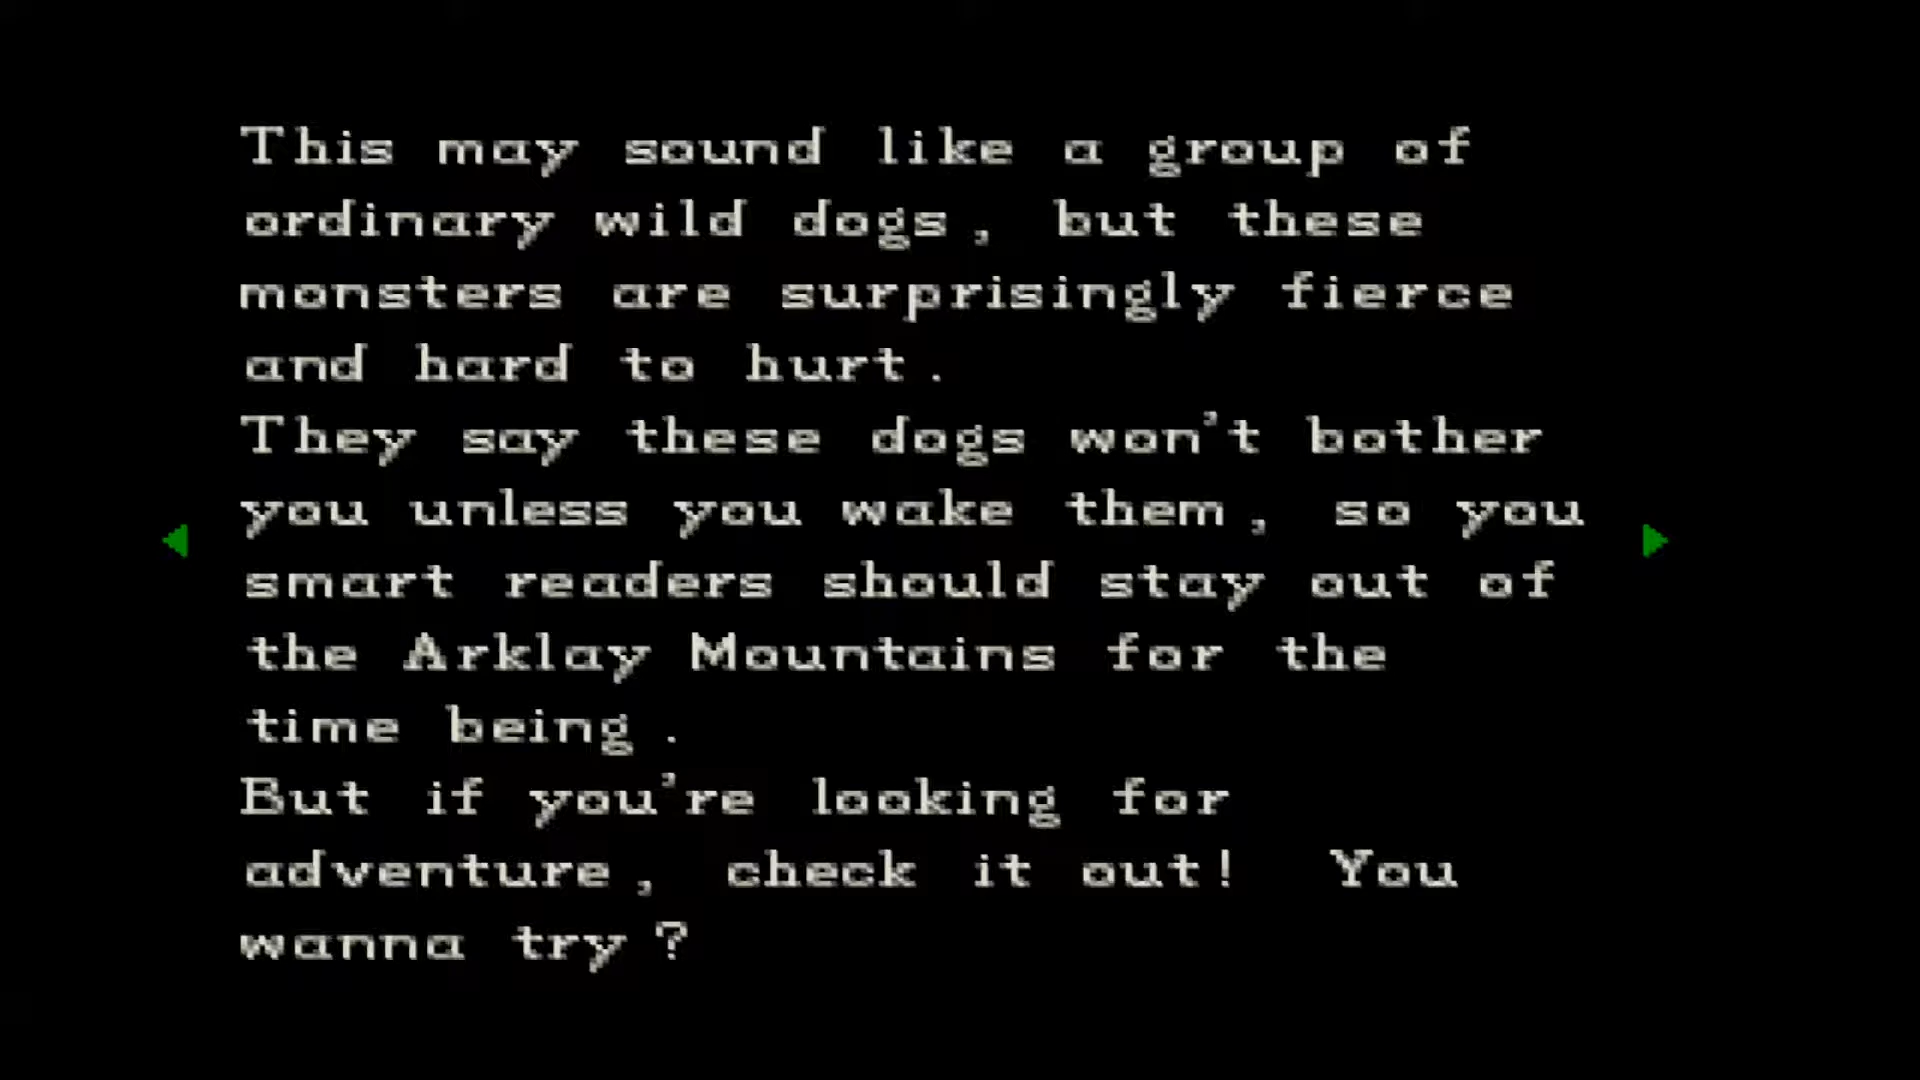 This may sound like a group of
ordinary wild dogs, but these
monsters are surprisingly fierce
and hard to hurt.
They say these dogs won't bother
you unless you wake them, so you
smart readers should stay out of
the Arklay Mountains for the
time being.
But if you're looking for
adventure, check it out! You
wanna try?